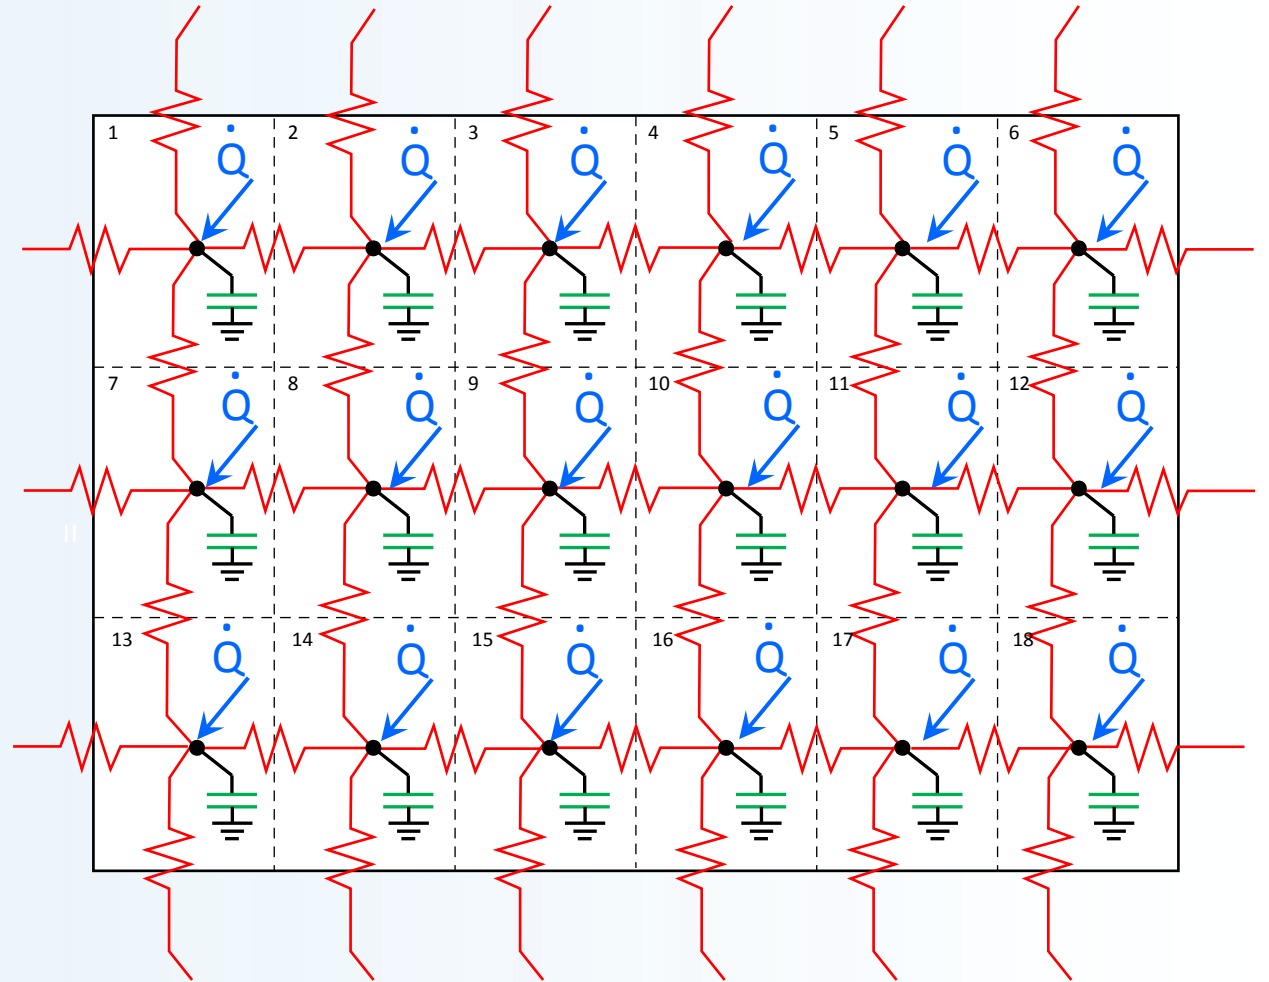 1 Q̇ 2 Q̇ 3 Q̇ 4 Q̇ 5 Q̇ 6 Q̇
7 Q̇ 8 Q̇ 9 Q̇ 10 Q̇ 11 Q̇ 12 Q̇
13 Q̇ 14 Q̇ 15 Q̇ 16 Q̇ 17 Q̇ 18 Q̇